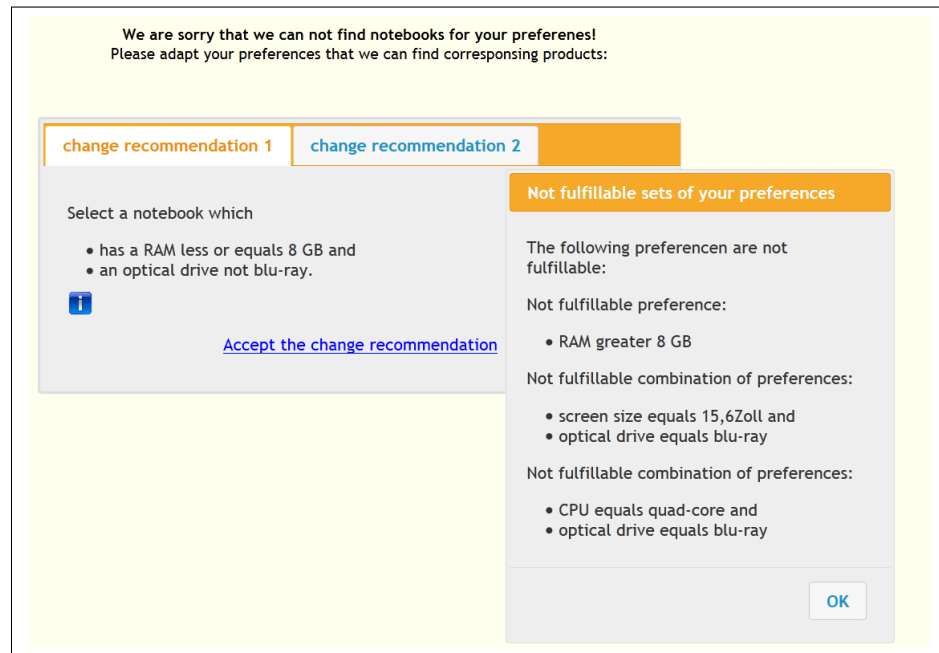 We are sorry that we can not find notebooks for your preferenes!
Please adapt your preferences that we can find corresponsing products:
change recommendation 1
change recommendation 2
Select a notebook which
• has a RAM less or equals 8 GB and
• an optical drive not blu-ray.
i
Accept the change recommendation
Not fulfillable sets of your preferences
The following preferencen are not
fulfillable:
Not fulfillable preference:
• RAM greater 8 GB
Not fulfillable combination of preferences:
• screen size equals 15,6Zoll and
• optical drive equals blu-ray
Not fulfillable combination of preferences:
• CPU equals quad-core and
• optical drive equals blu-ray
OK